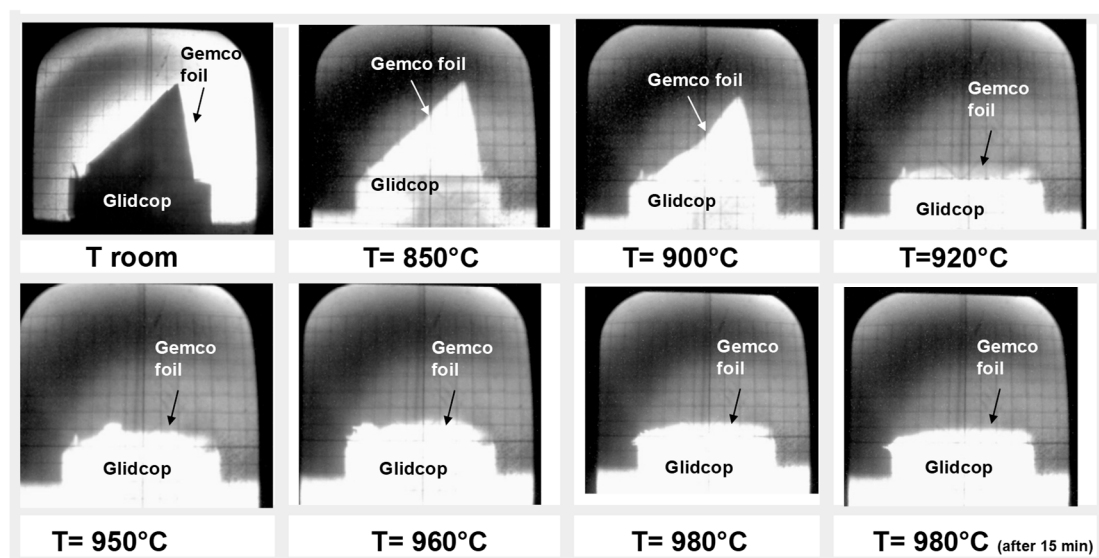 Gemco
foil
Glidcop
T room
Gemco foil
Glidcop
T= 850°C
Gemco foil
Glidcop
T= 900°C
Gemco
foil
Glidcop
T=920°C
Gemco
foil
Glidcop
T= 950°C
Gemco
foil
Glidcop
T= 960°C
Gemco
foil
Glidcop
T= 980°C
Gemco
foil
Glidcop
T= 980°C (after 15 min)